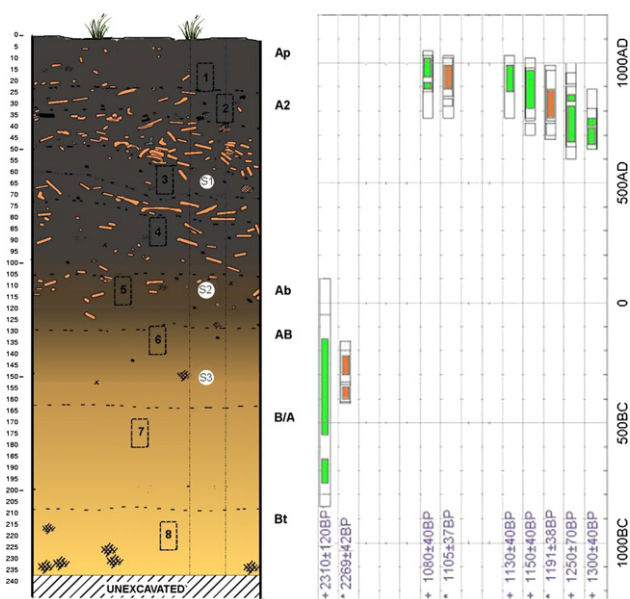 0
5
10
15
20
25
30
35
40
45
50
55
60
65
70
75
80
85
90
95
100
105
110
115
120
125
130
135
140
145
150
155
160
165
170
175
180
185
190
195
200
205
210
215
220
225
230
235
240
1
2
3
S1
4
5
S2
6
S3
7
8
UNEXCAVATED
Ap
A2
Ab
AB
B/A
Bt
+ 2310±120BP
* 2269±42BP
+ 1080±40BP
* 1105±37BP
+ 1130±40BP
+ 1150±40BP
* 1191±38BP
+ 1250±70BP
+ 1300±40BP
1000AD
500AD
0
500BC
1000BC